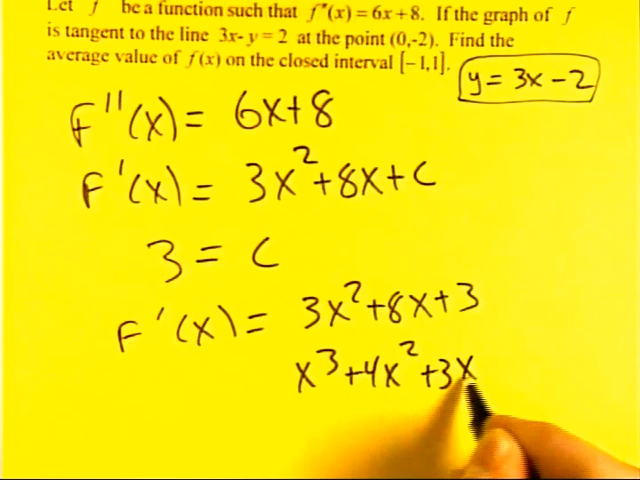 Let f be a function such that f"(x) = 6x + 8. If the graph of f
is tangent to the line 3x- y = 2 at the point (0,-2). Find the
average value of f(x) on the closed interval [-1,1].
y = 3x - 2
F''(x) = 6x+8
F'(x) = 3x²+8x+C
3 = C
F'(x) = 3x²+8x+3
x³+4x²+3x